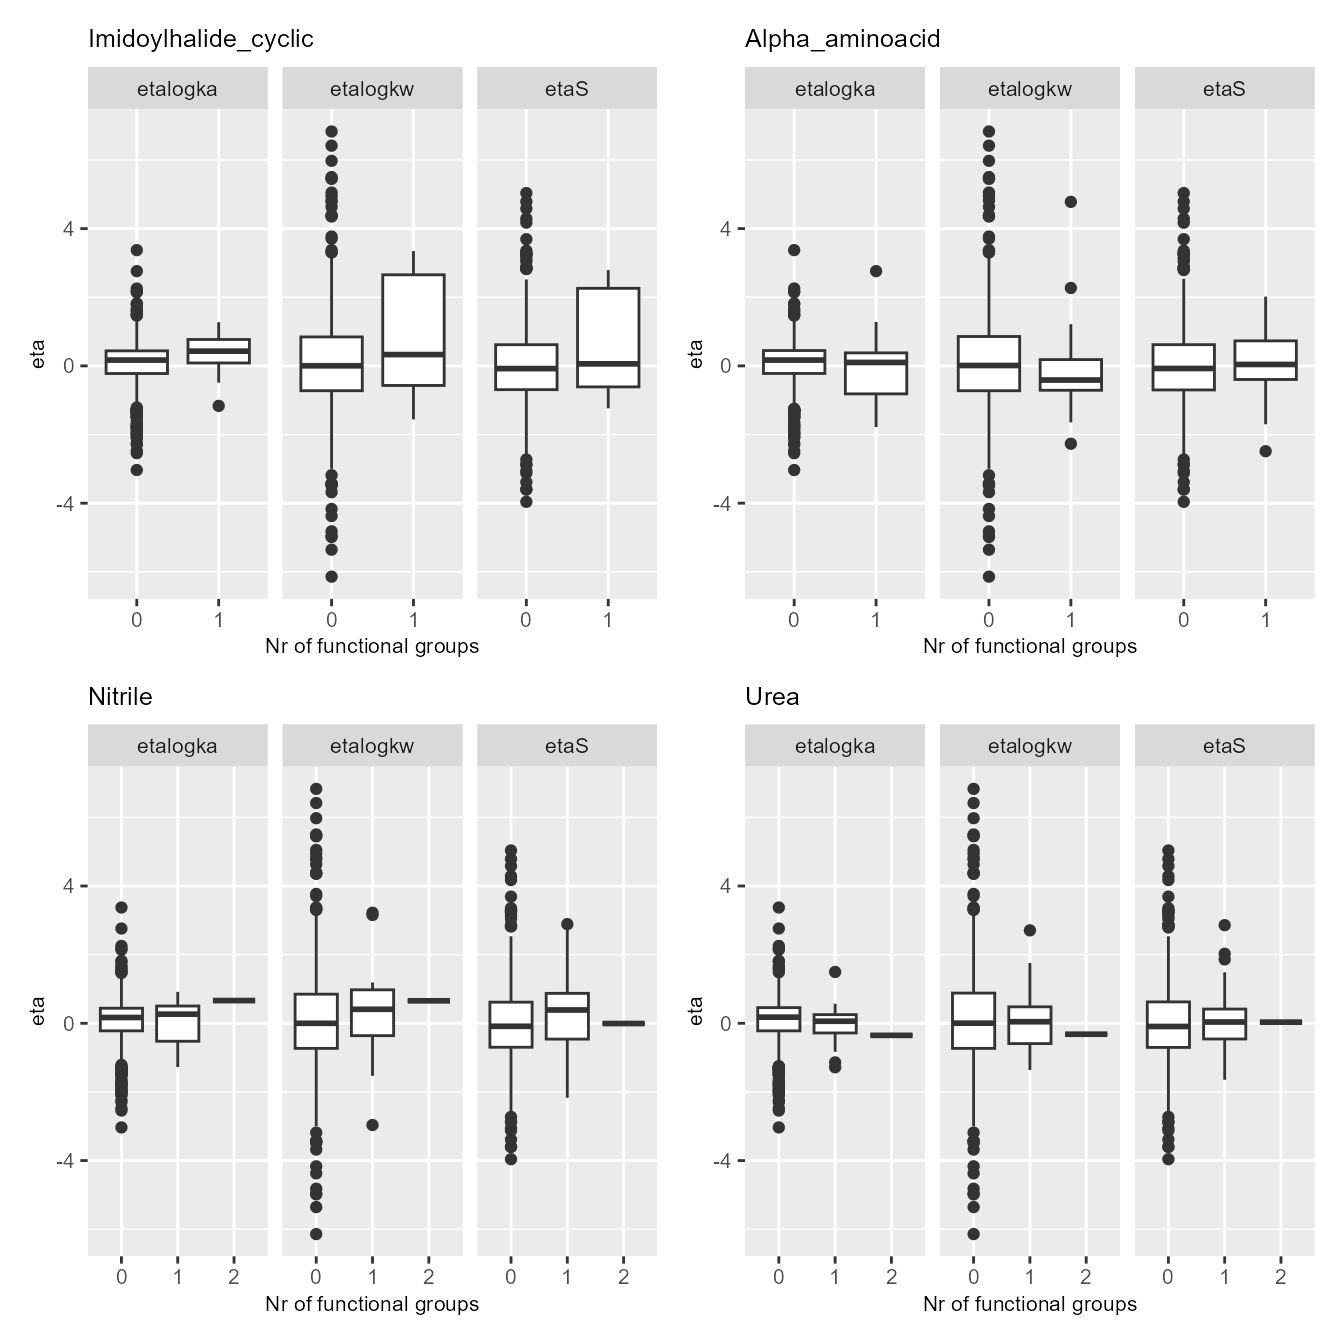 Imidoylhalide_cyclic
etalogka etalogkw etaS
eta
4
0
-4
0 1 0 1 0 1
Nr of functional groups
Alpha_aminoacid
etalogka etalogkw etaS
eta
4
0
-4
0 1 0 1 0 1
Nr of functional groups
Nitrile
etalogka etalogkw etaS
eta
4
0
-4
0 1 2 0 1 2 0 1 2
Nr of functional groups
Urea
etalogka etalogkw etaS
eta
4
0
-4
0 1 2 0 1 2 0 1 2
Nr of functional groups